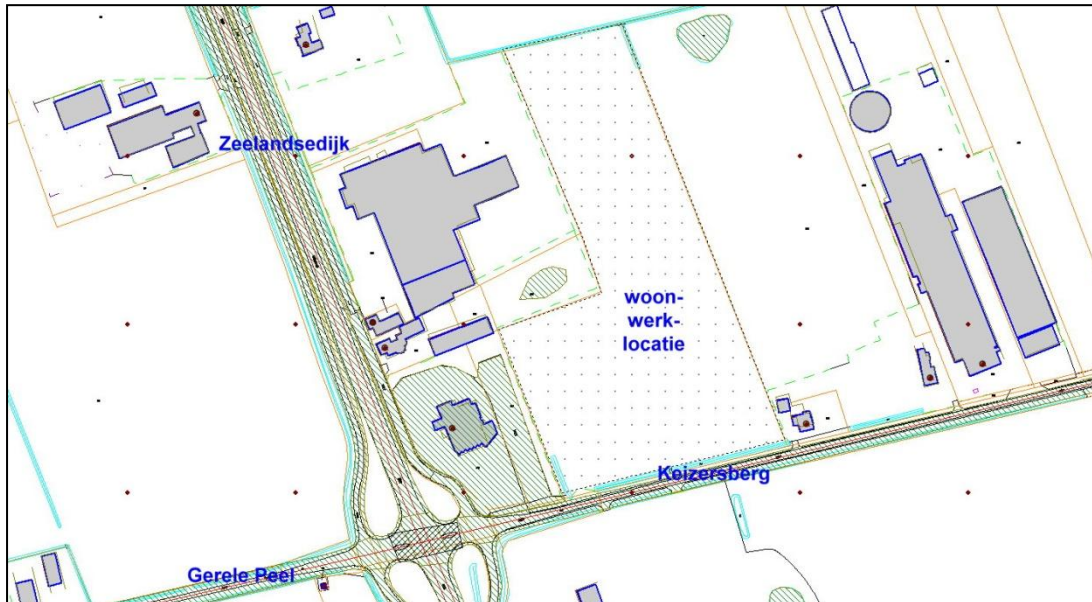 Zeelandsedijk
woon-
werk-
locatie
Keizersberg
Gerele Peel